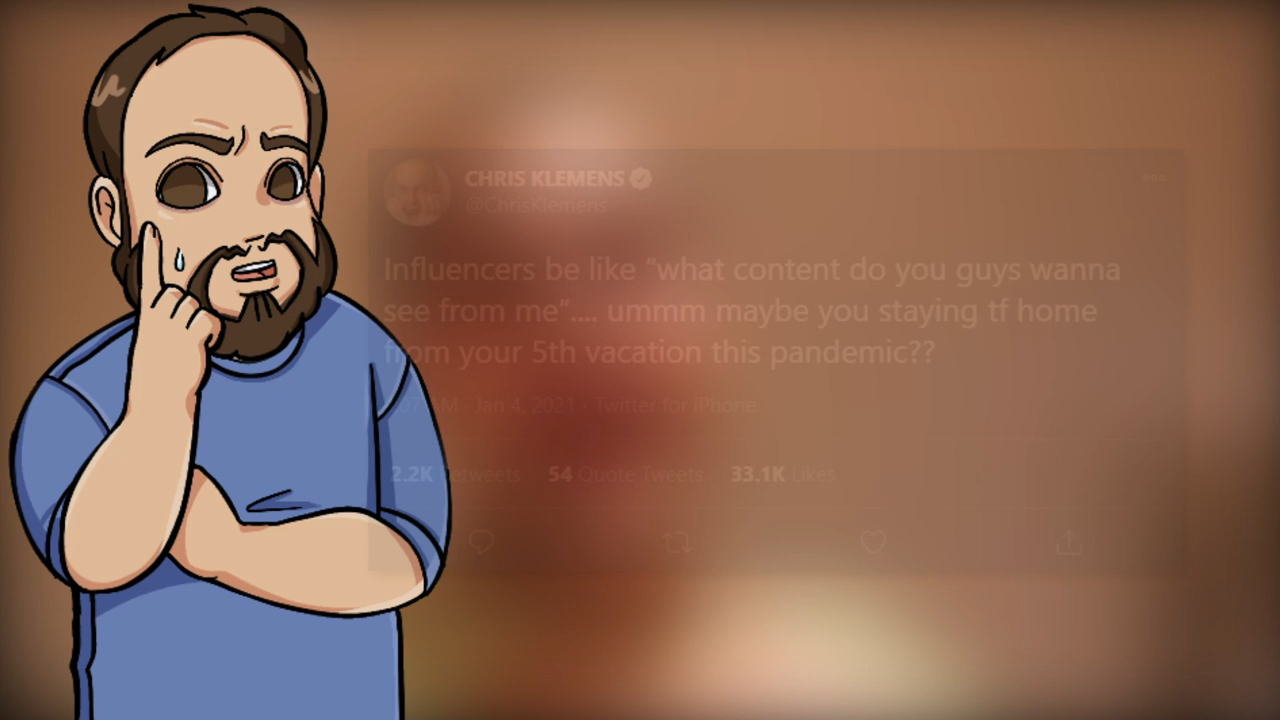 CHRIS KLEMENS
@ChrisKlemens
Influencers be like “what content do you guys wanna
see from me“.... ummm maybe you staying tf home
from your 5th vacation this pandemic??
AM · Jan 4, 2021 · Twitter for iPhone
2.2K Retweets 54 Quote Tweets 33.1K Likes